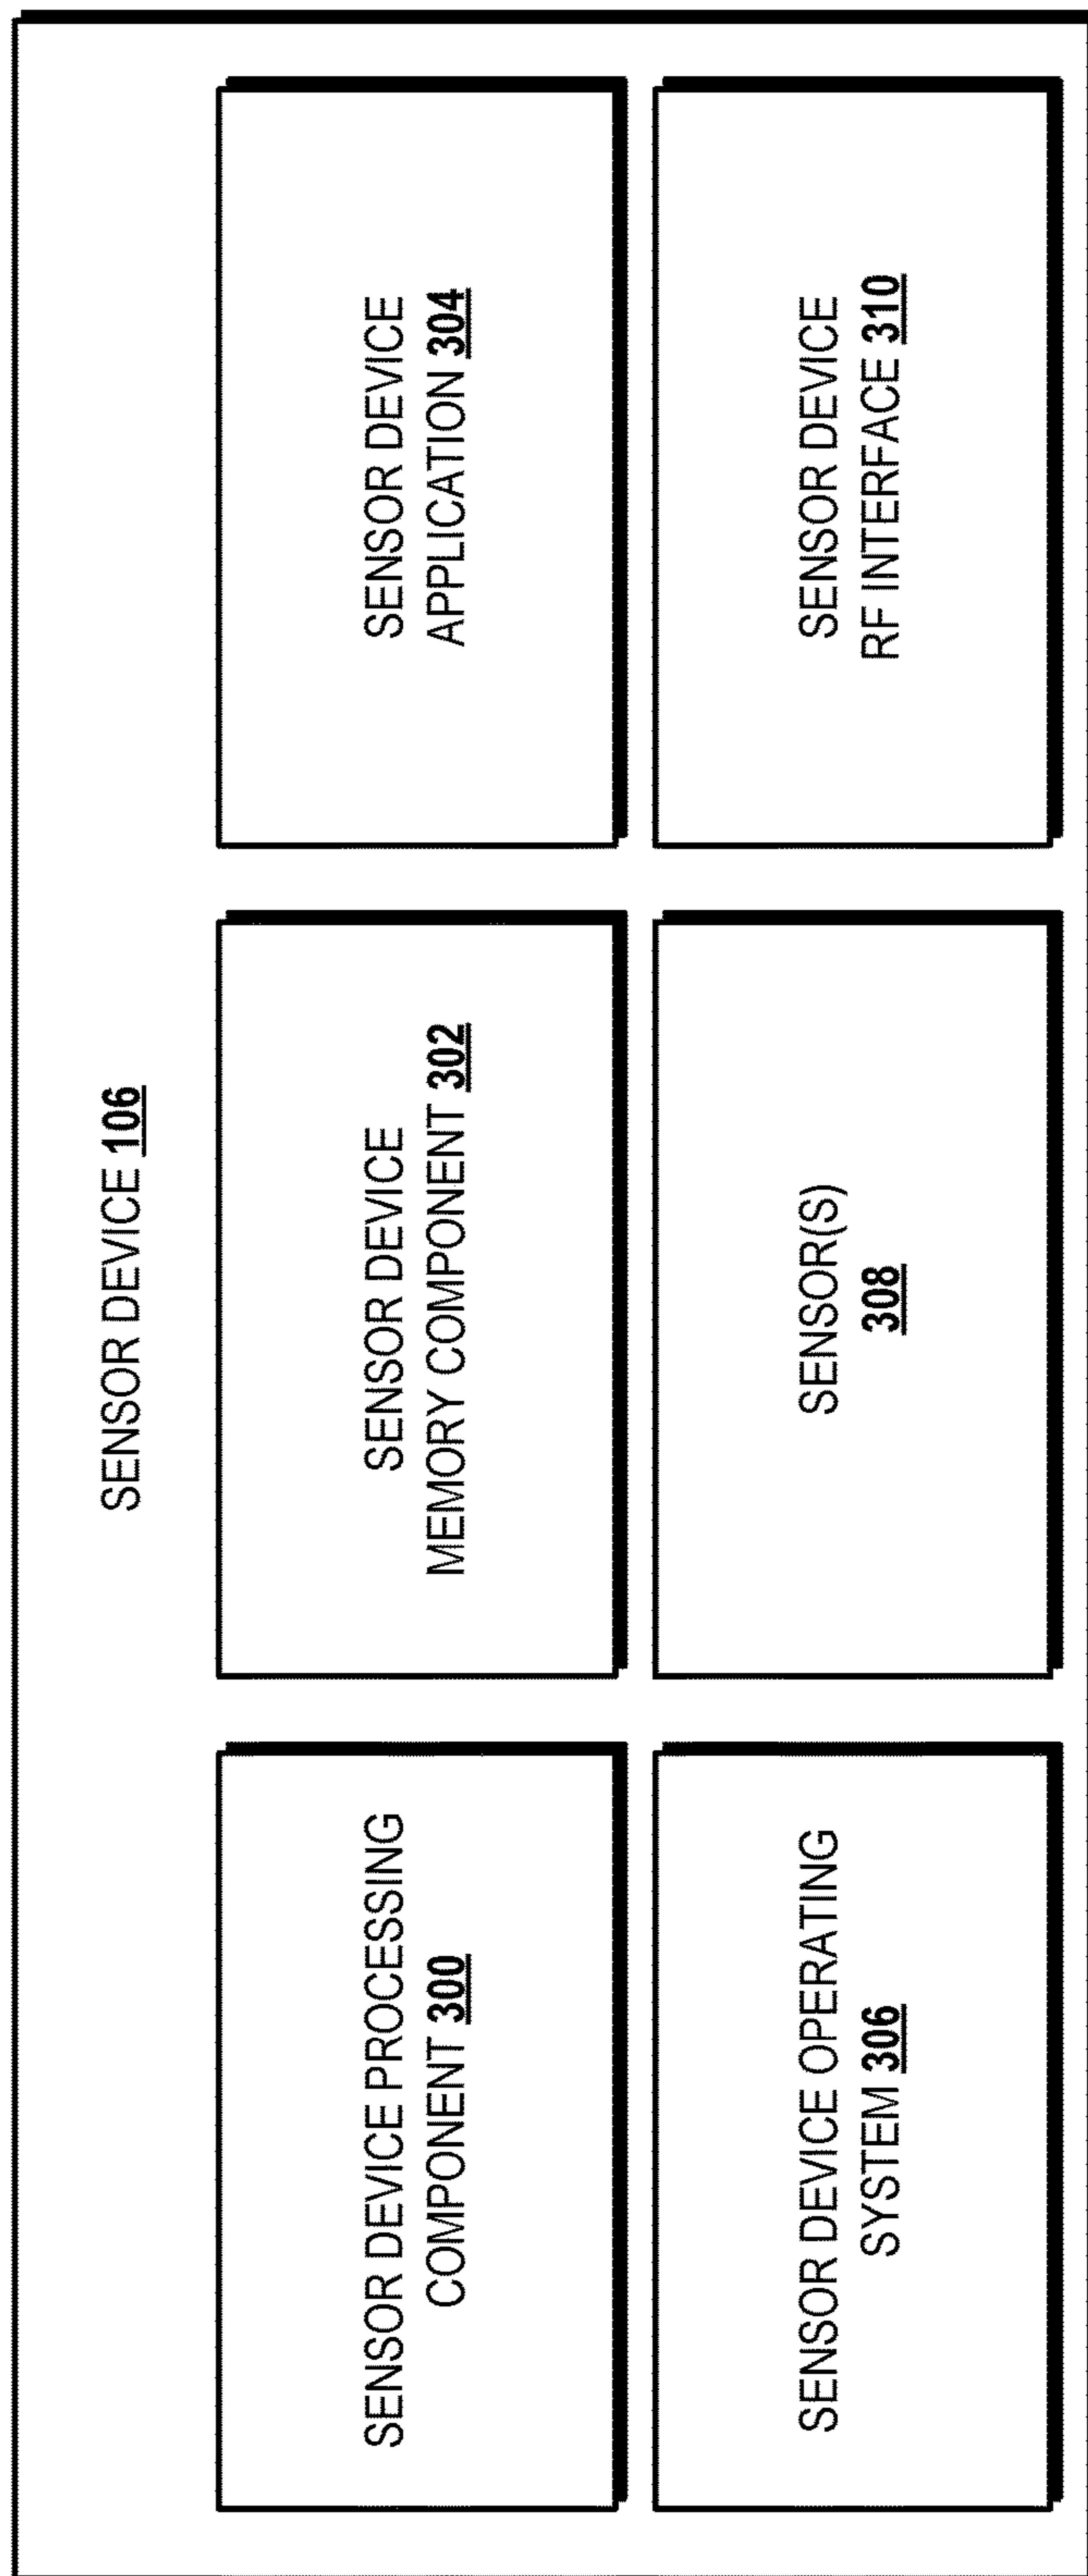 SENSOR DEVICE 106
SENSOR DEVICE PROCESSING
COMPONENT 300
SENSOR DEVICE
MEMORY COMPONENT 302
SENSOR DEVICE
APPLICATION 304
SENSOR DEVICE OPERATING
SYSTEM 306
SENSOR(S)
308
SENSOR DEVICE
RF INTERFACE 310